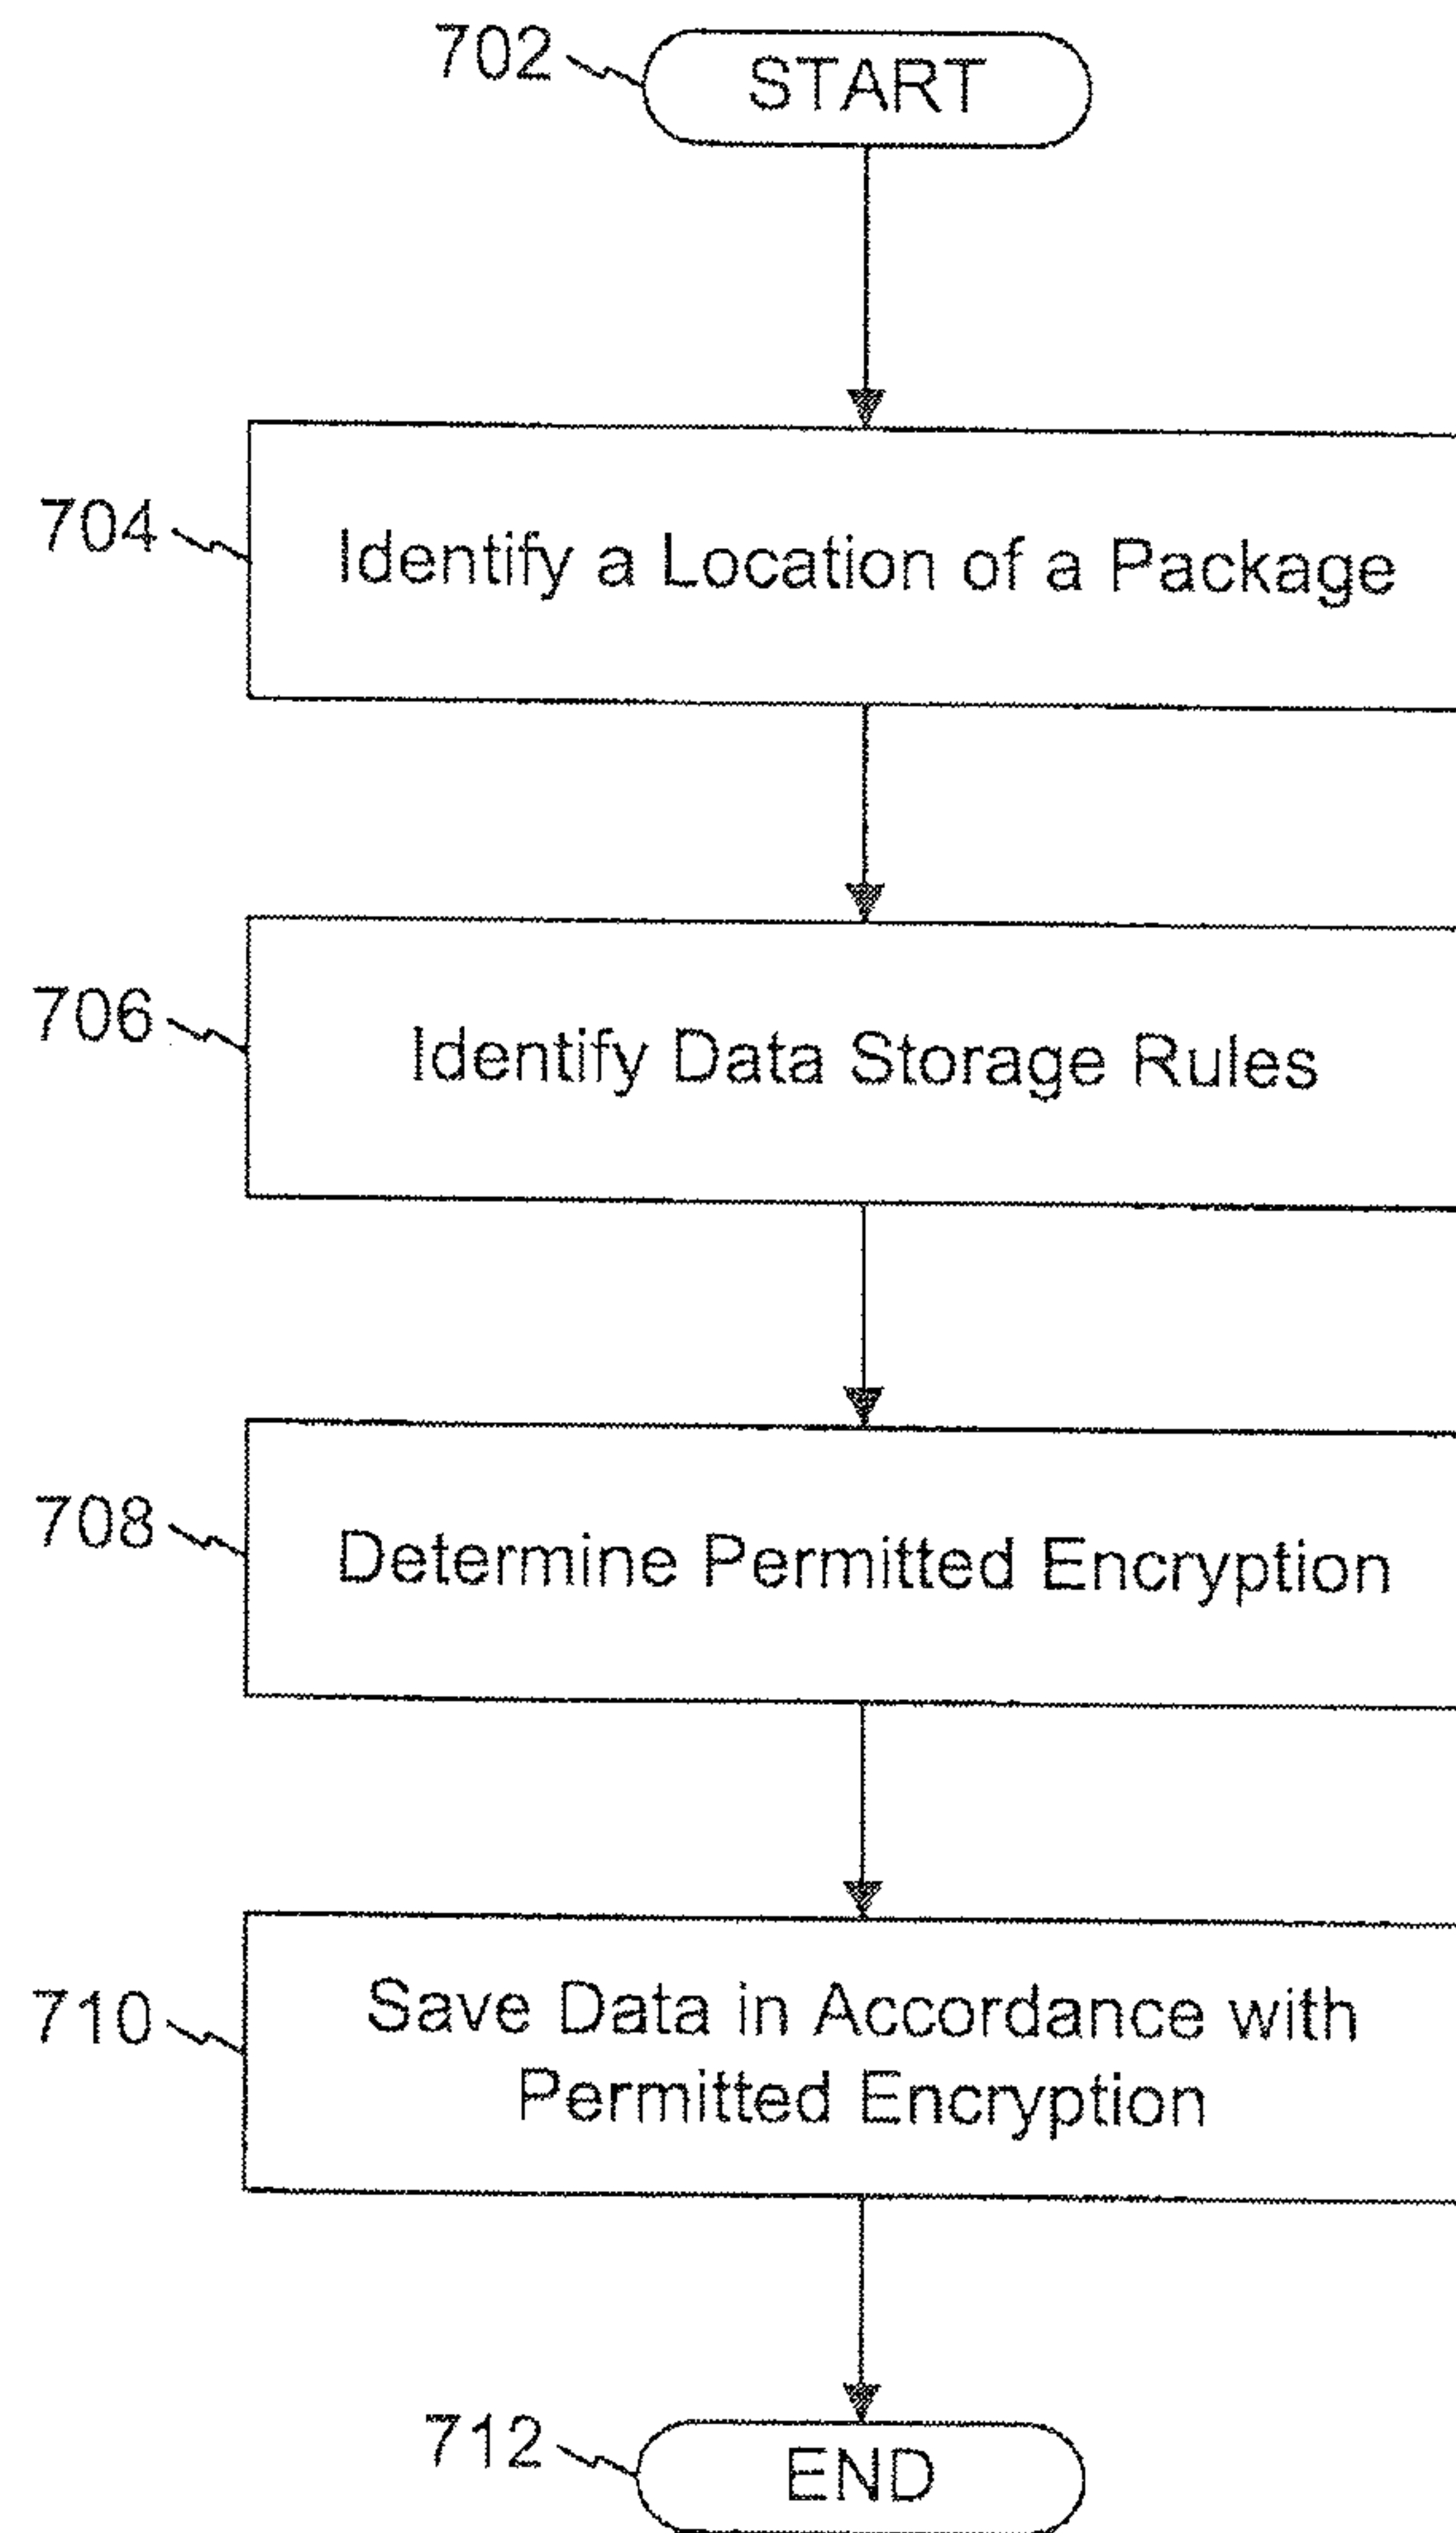 702
START
704
Identify a Location of a Package
706
Identify Data Storage Rules
708
Determine Permitted Encryption
710
Save Data in Accordance with
Permitted Encryption
712
END